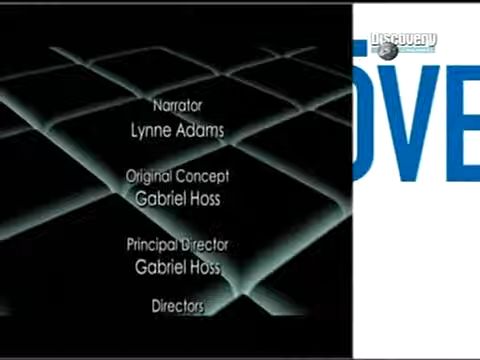 Discovery
Narrator
Lynne Adams
Original Concept
Gabriel Hoss
Principal Director
Gabriel Hoss
Directors
OVE